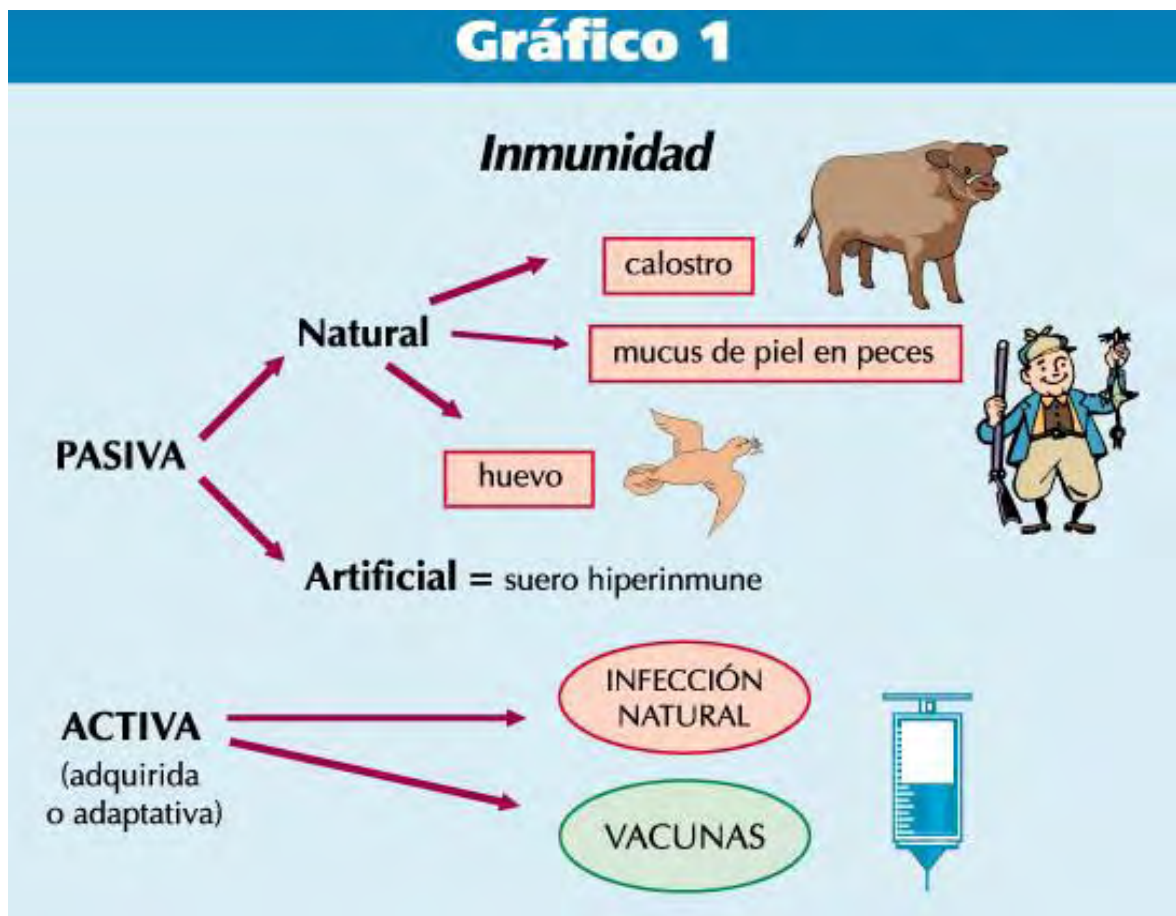 Gráfico 1
Inmunidad
calostro
Natural
mucus de piel en peces
PASIVA
huevo
Artificial = suero hiperinmune
INFECCIÓN
NATURAL
ACTIVA
(adquirida
o adaptativa)
VACUNAS